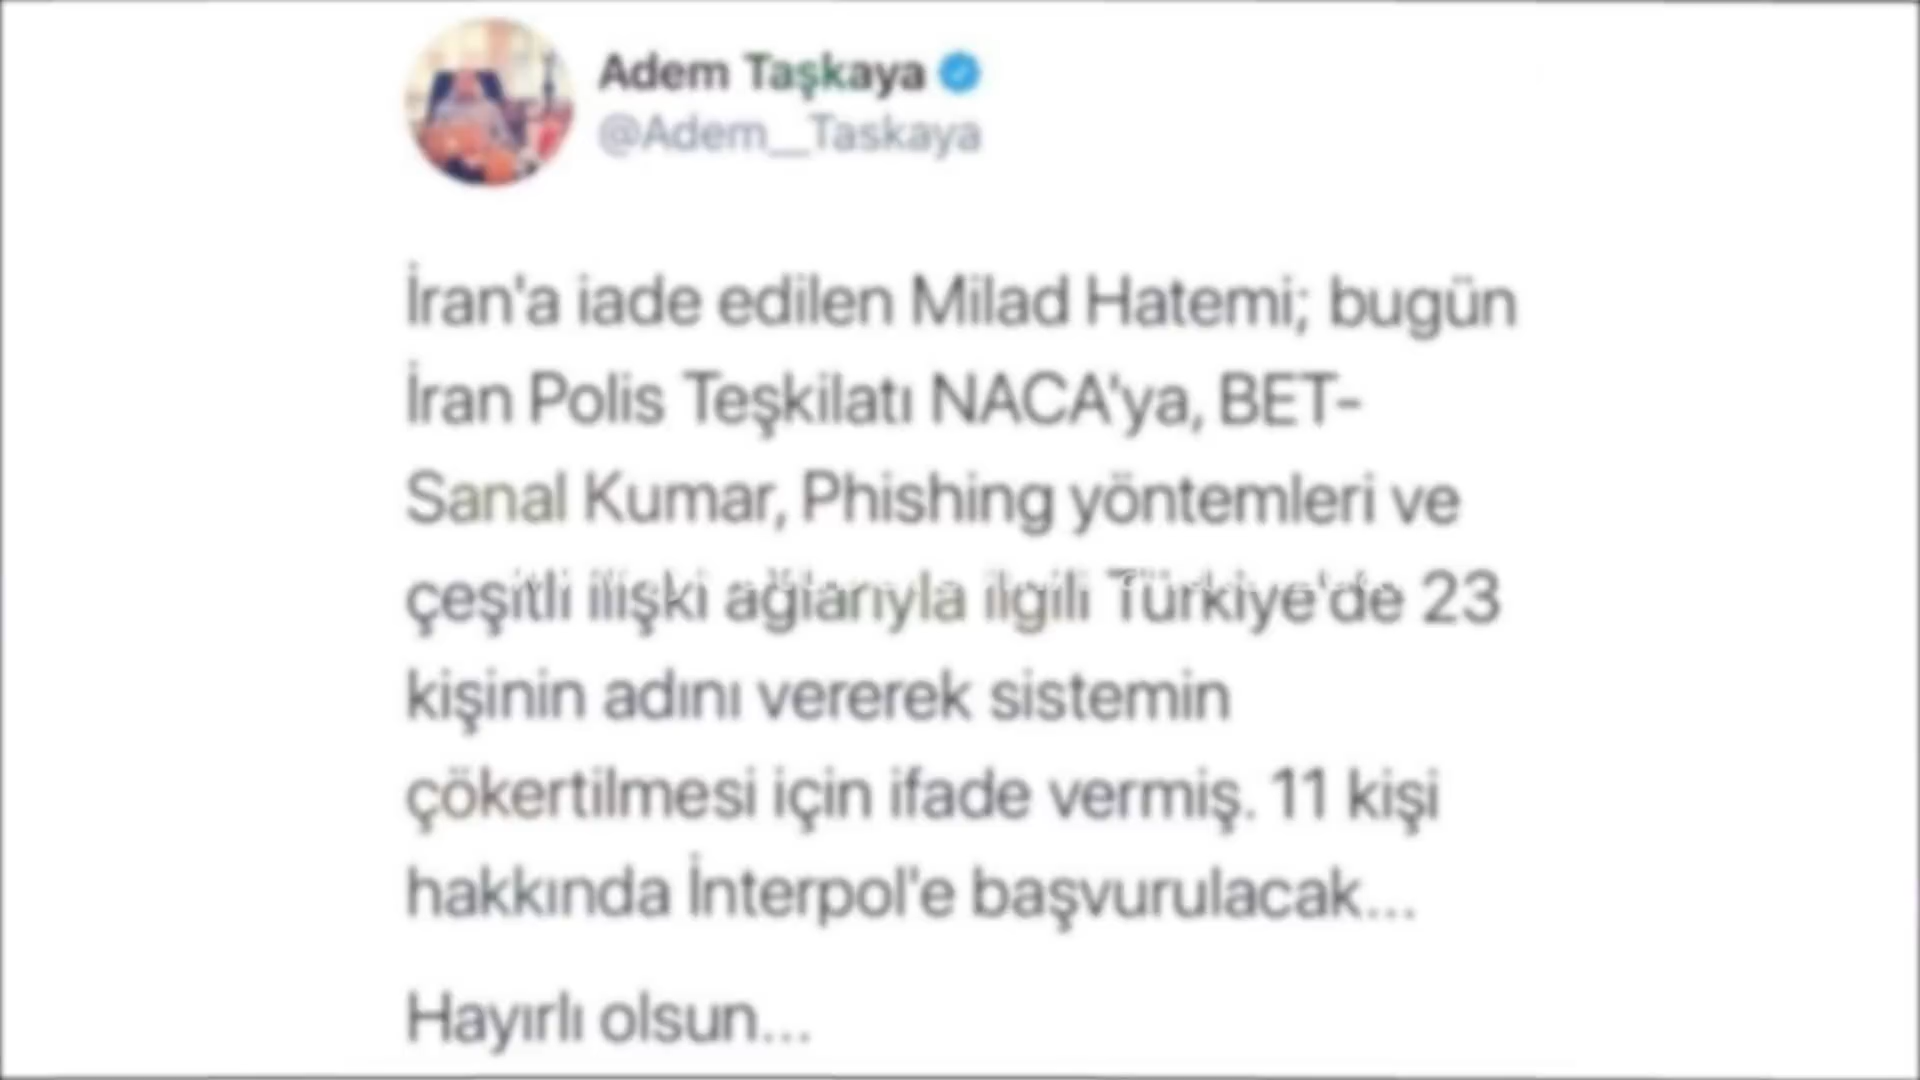 Adem Taşkaya
@Adem__Taskaya
İran'a iade edilen Milad Hatemi; bugün
İran Polis Teşkilatı NACA'ya, BET-
Sanal Kumar, Phishing yöntemleri ve
çeşitli ilişki ağlarıyla ilgili Türkiye'de 23
kişinin adını vererek sistemin
çökertilmesi için ifade vermiş. 11 kişi
hakkında İnterpol'e başvurulacak...
Hayırlı olsun...